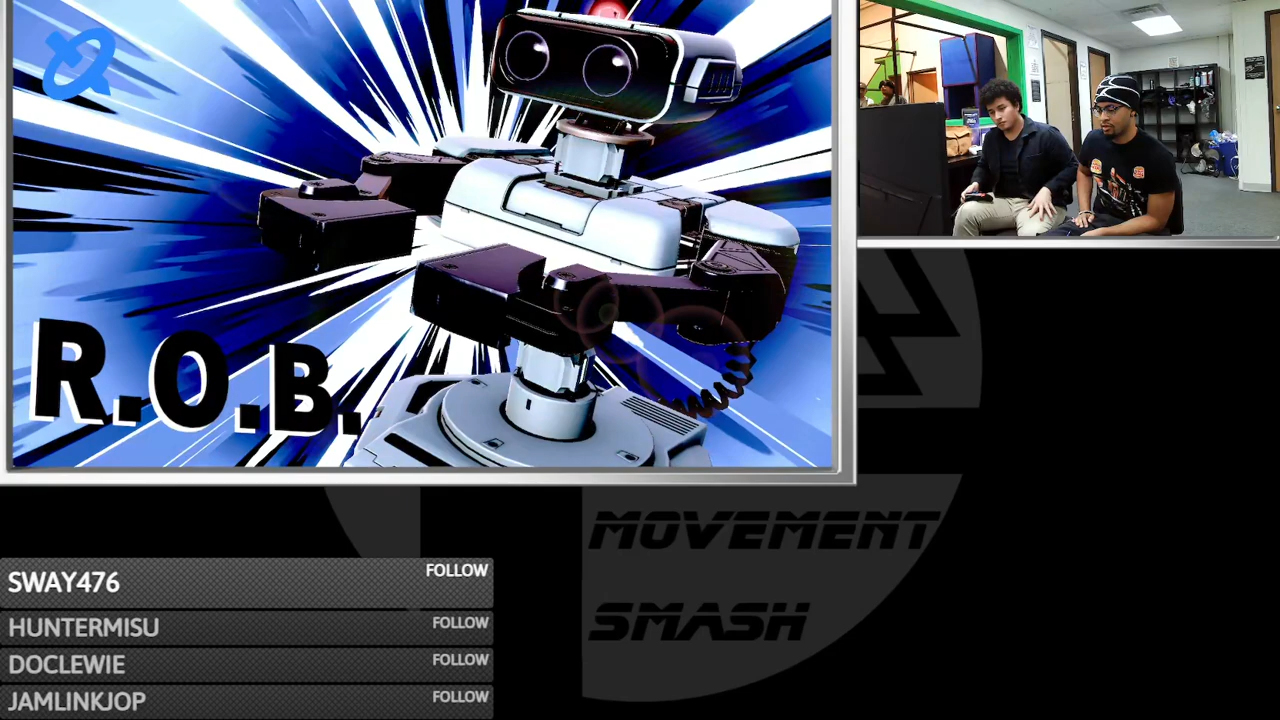 R.O.B.
MOVEMENT
SMASH
SWAY476 FOLLOW
HUNTERMISU FOLLOW
DOCLEWIE FOLLOW
JAMLINKJOP FOLLOW